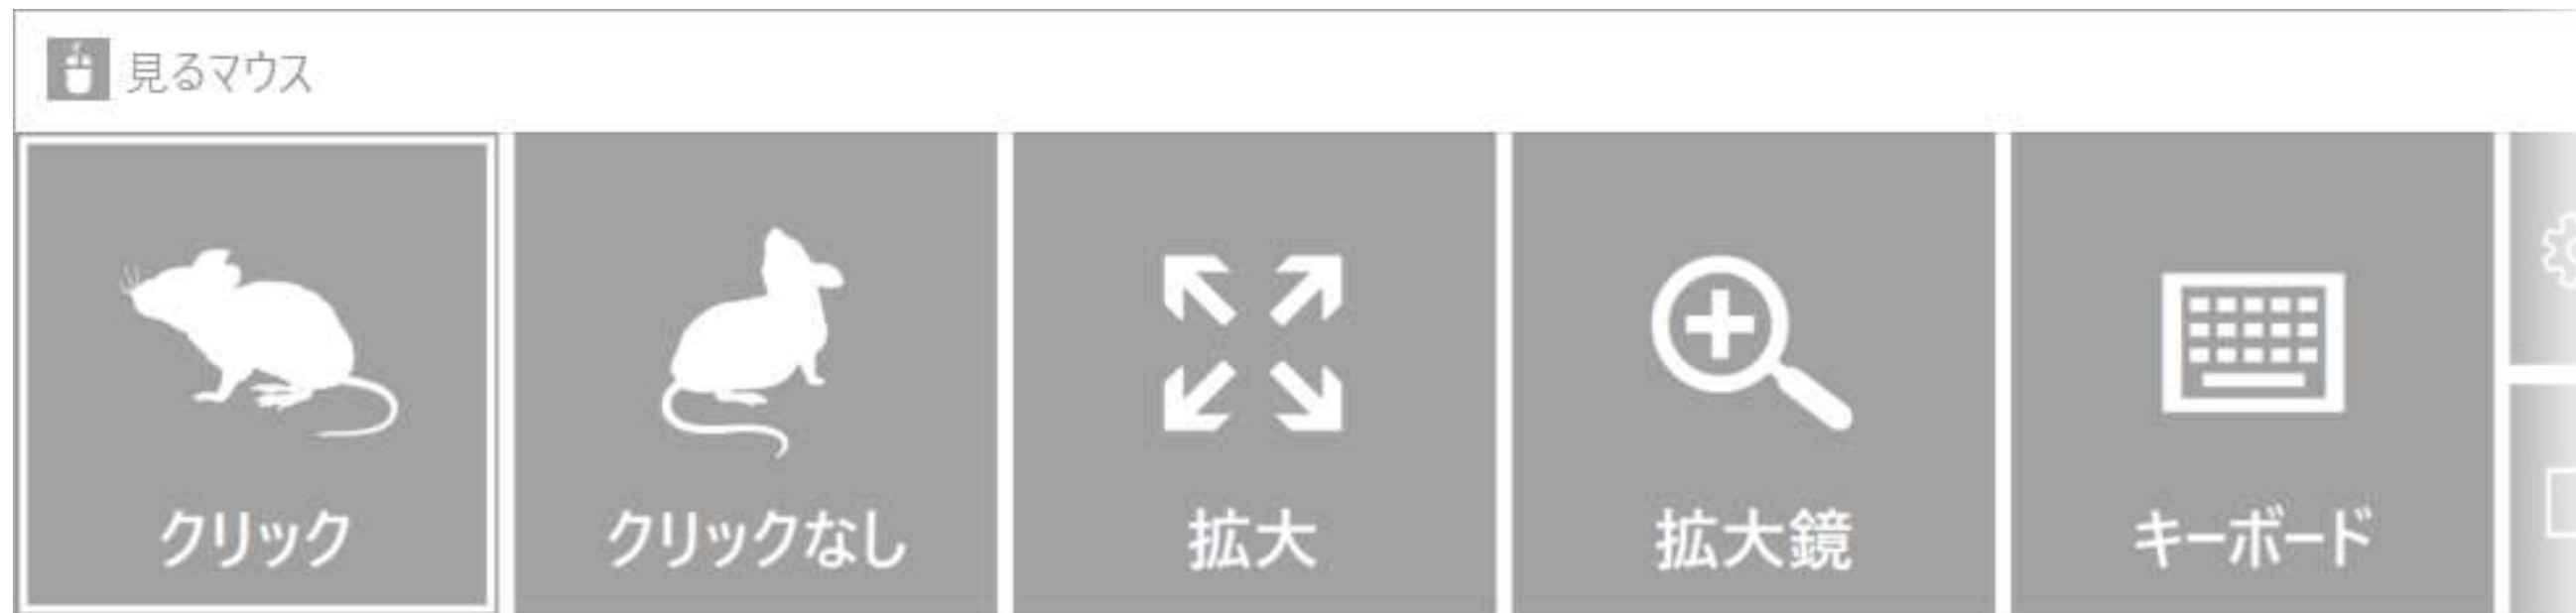 見るマウス
クリック
クリックなし
拡大
拡大鏡
キーボード